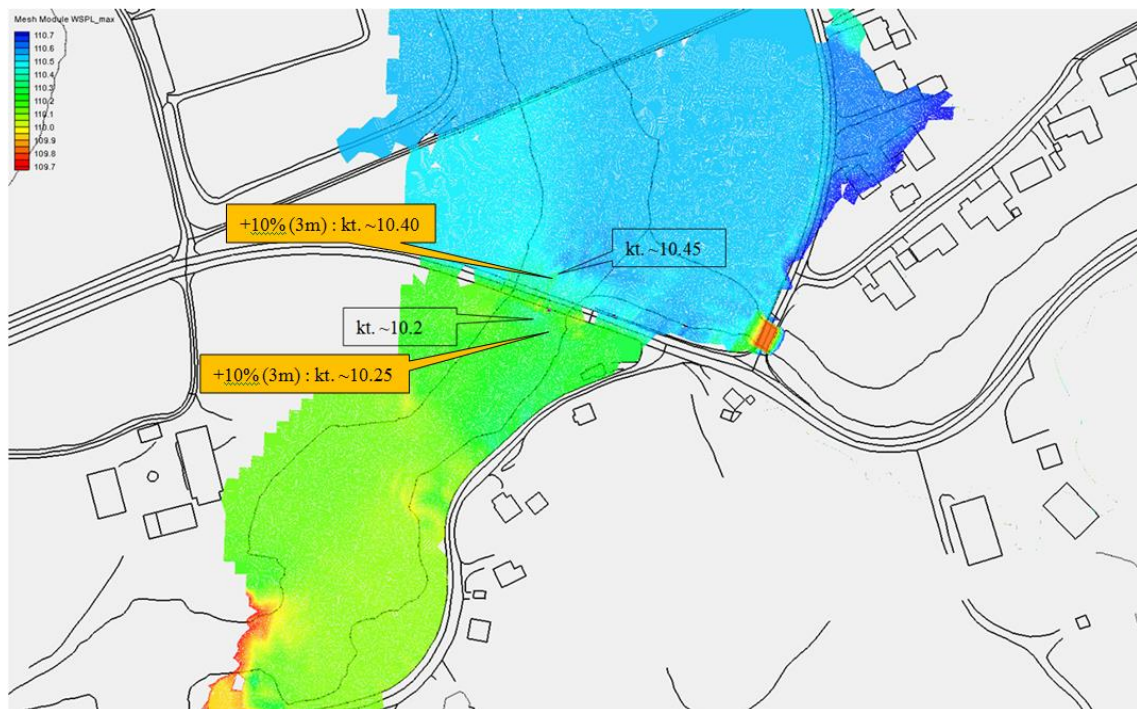 Mesh Module WSPL_max
110.7
110.6
110.5
110.4
110.3
110.2
110.1
110.0
109.9
109.8
109.7
+10% (3m) : kt. ~10.40
kt. ~10.45
kt. ~10.2
+10% (3m) : kt. ~10.25